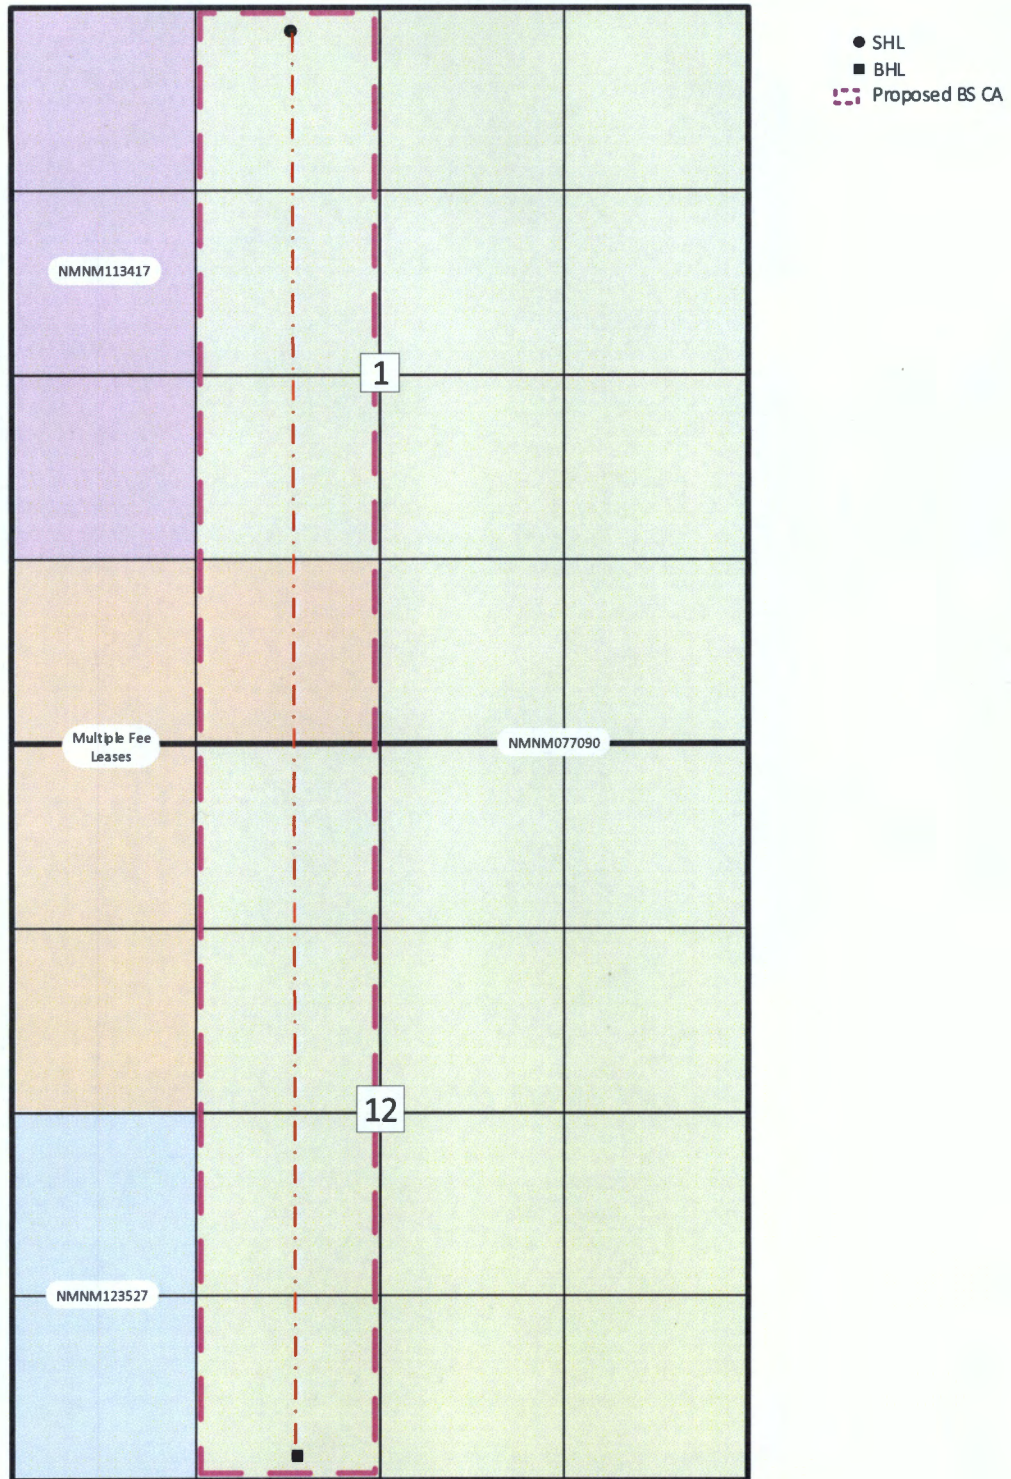 SHL
BHL
Proposed BS CA
NMNM113417
1
Multiple Fee
Leases
NMNM077090
12
NMNM123527